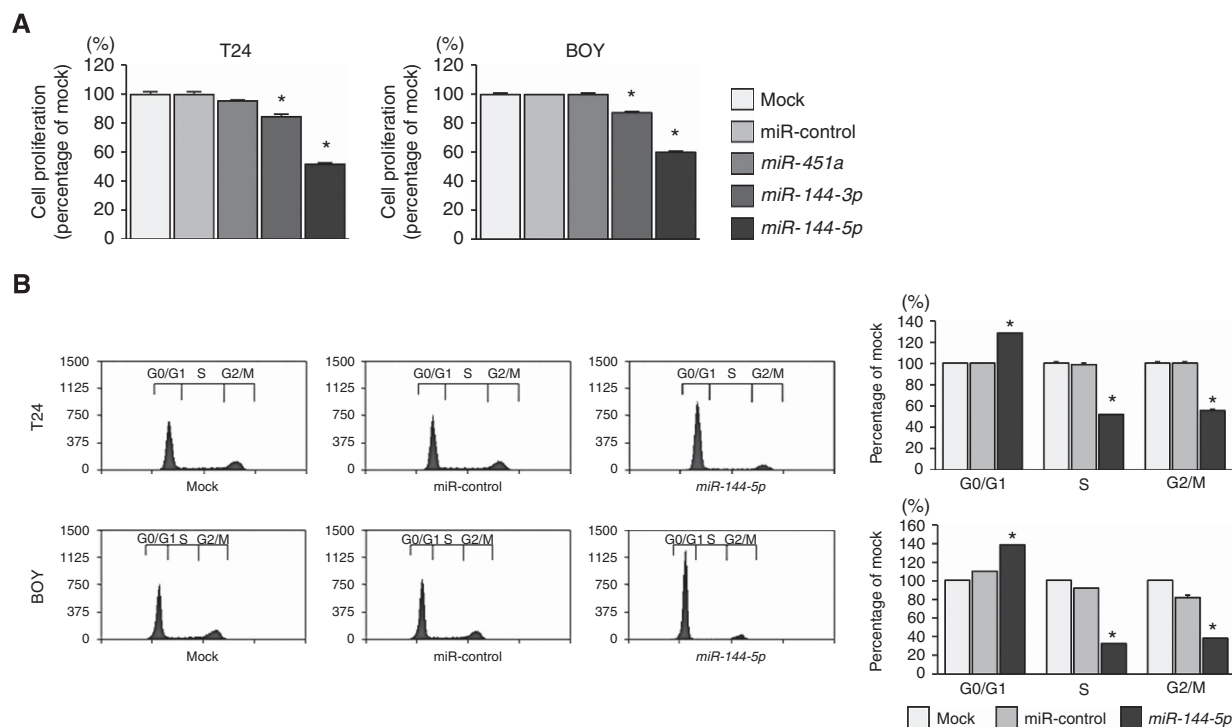 A
(%)
T24
Cell proliferation
(percentage of mock)
120
100
80
60
40
20
0
*
*
(%)
BOY
Cell proliferation
(percentage of mock)
120
100
80
60
40
20
0
*
*
Mock
miR-control
miR-451a
miR-144-3p
miR-144-5p
B
T24
1500
1125
750
375
0
G0/G1 S G2/M
Mock
1500
1125
750
375
0
G0/G1 S G2/M
miR-control
1500
1125
750
375
0
G0/G1 S G2/M
miR-144-5p
(%)
Percentage of mock
140
120
100
80
60
40
20
0
*
*
*
G0/G1 S G2/M
BOY
1500
1125
750
375
0
G0/G1 S G2/M
Mock
1500
1125
750
375
0
G0/G1 S G2/M
miR-control
1500
1125
750
375
0
G0/G1 S G2/M
miR-144-5p
(%)
Percentage of mock
160
140
120
100
80
60
40
20
0
*
*
*
G0/G1 S G2/M
Mock miR-control miR-144-5p